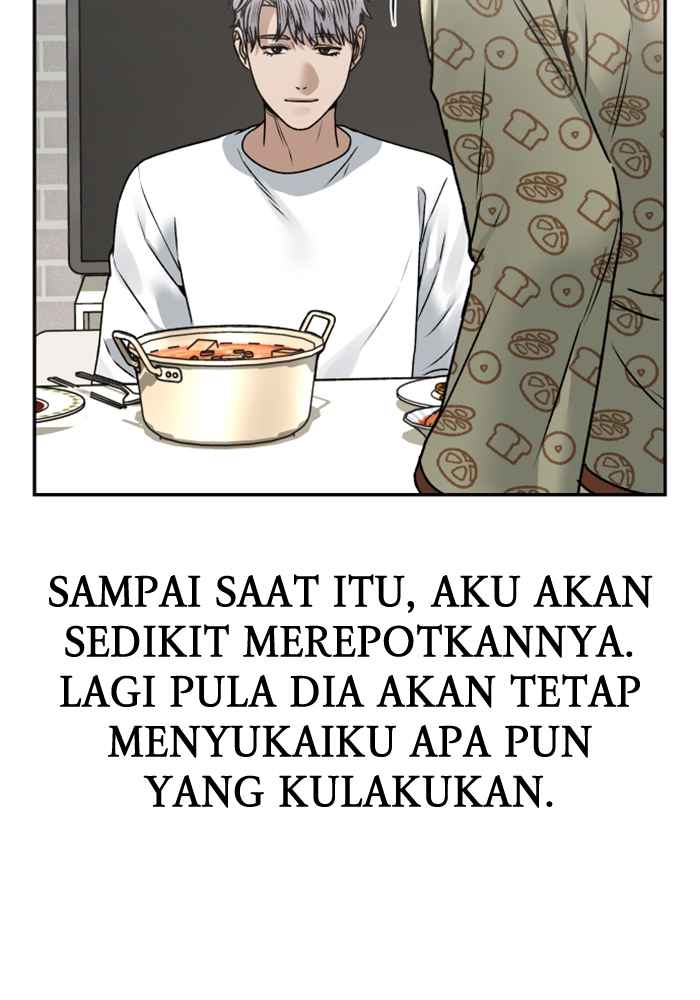 SAMPAI SAAT ITU, AKU AKAN
SEDIKIT MEREPOTKANNYA.
LAGI PULA DIA AKAN TETAP
MENYUKAIKU APA PUN
YANG KULAKUKAN.